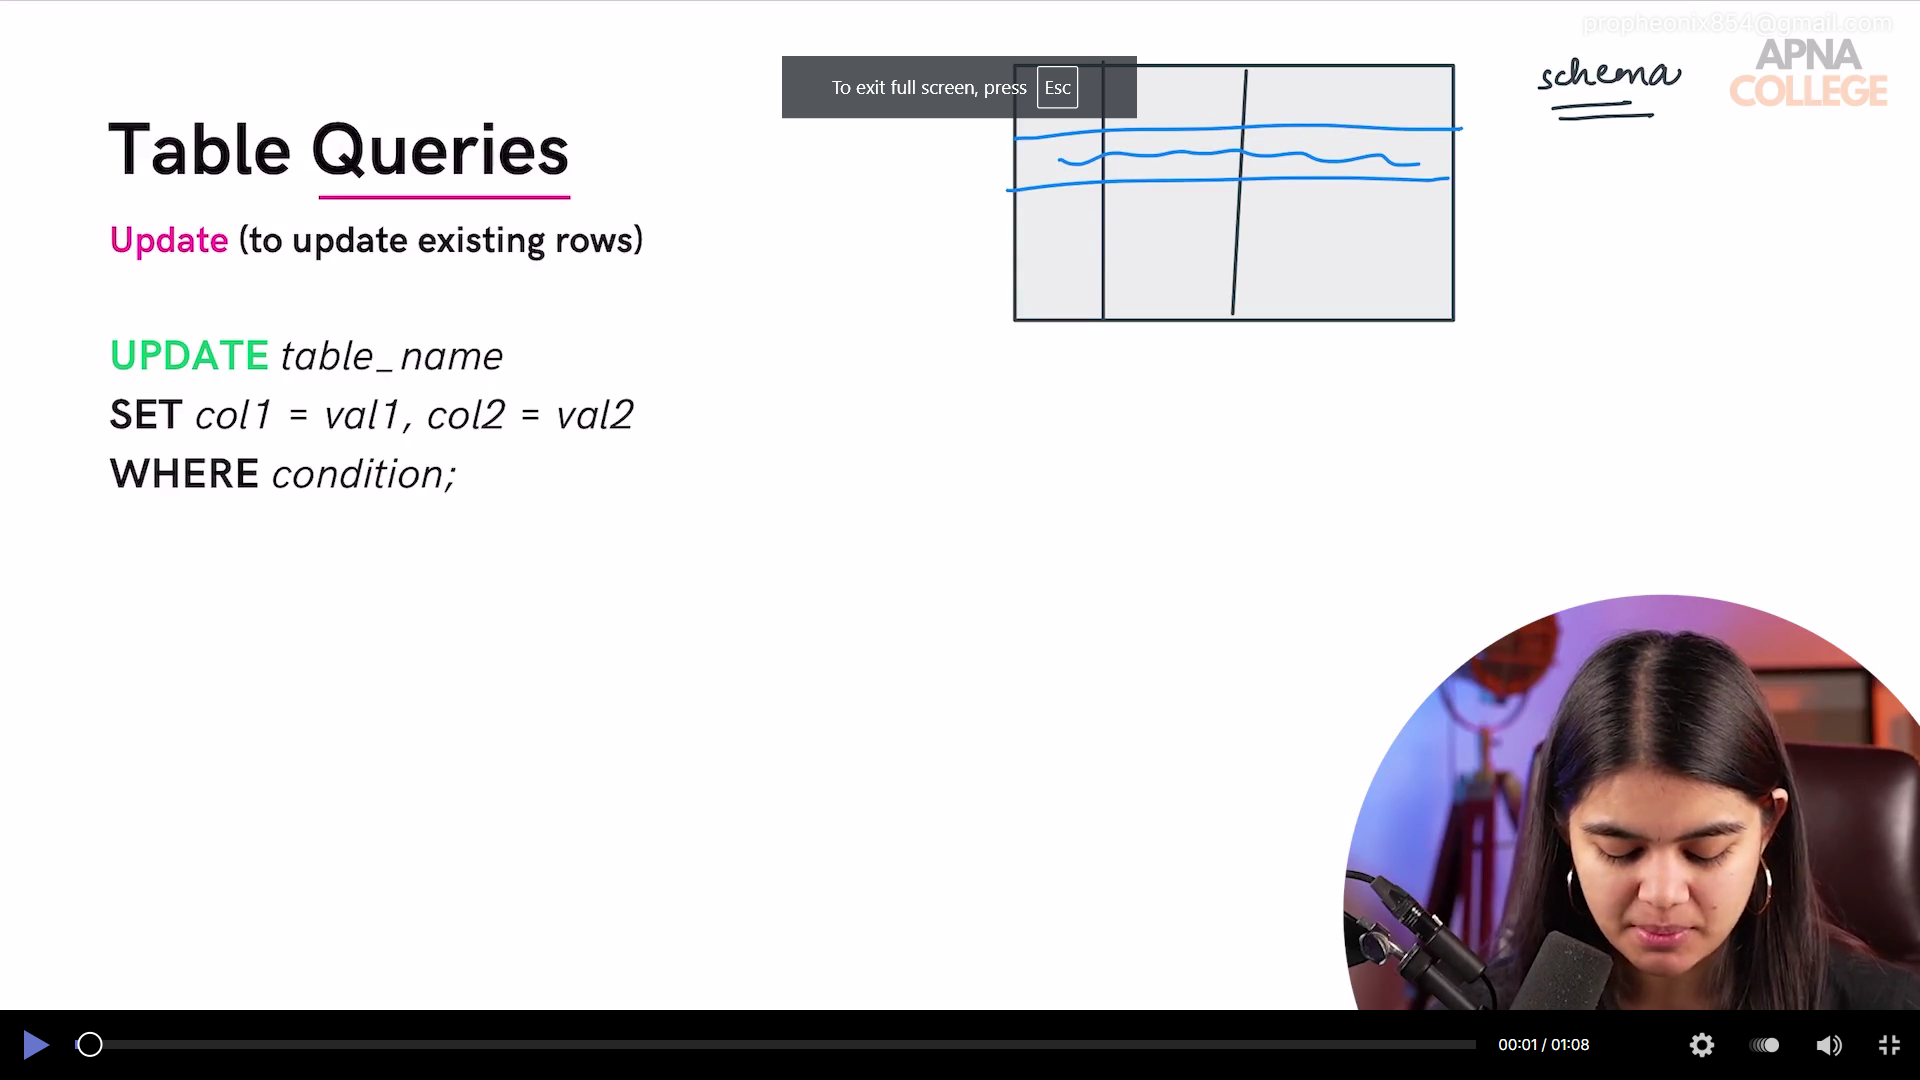 propheonix854@gmail.com
APNA
COLLEGE
schema
To exit full screen, press Esc
Table Queries
Update (to update existing rows)
UPDATE table_name
SET col1 = val1, col2 = val2
WHERE condition;
00:01 / 01:08